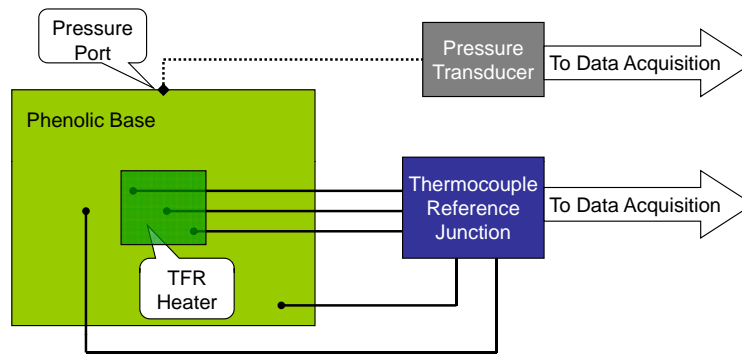 Pressure
Port
Pressure
Transducer
To Data Acquisition
Phenolic Base
Thermocouple
Reference
Junction
To Data Acquisition
TFR
Heater